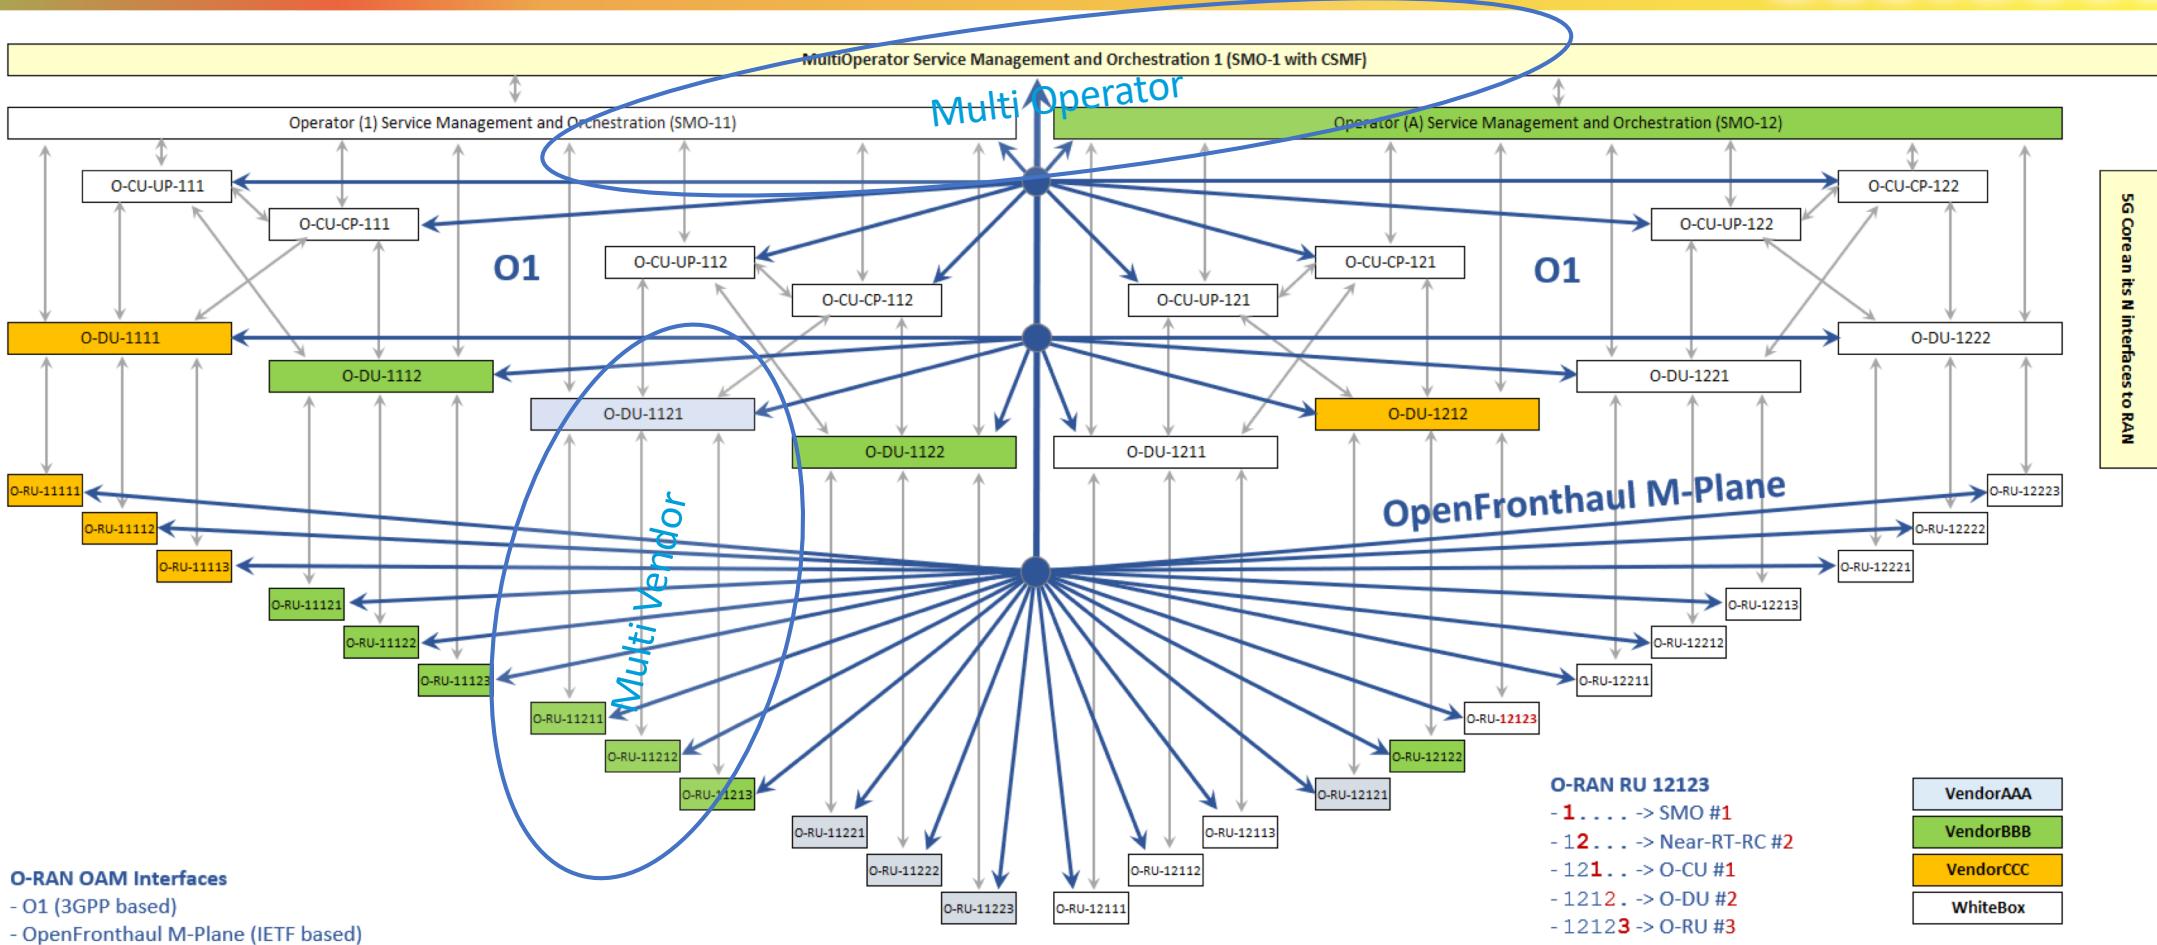 MultiOperator Service Management and Orchestration 1 (SMO-1 with CSMF)
Multi Operator
Operator (1) Service Management and Orchestration (SMO-11)
Operator (A) Service Management and Orchestration (SMO-12)
O-CU-UP-111
O-CU-CP-122
O-CU-CP-111
O-CU-UP-122
O1
O-CU-UP-112
O-CU-CP-121
O1
O-CU-CP-112
O-CU-UP-121
5G Core an its N interfaces to RAN
O-DU-1111
O-DU-1222
O-DU-1112
O-DU-1221
O-DU-1121
O-DU-1212
O-DU-1122
O-DU-1211
OpenFronthaul M-Plane
Multi Vendor
O-RU-11111
O-RU-12223
O-RU-11112
O-RU-12222
O-RU-11113
O-RU-12221
O-RU-11121
O-RU-12213
O-RU-11122
O-RU-12212
O-RU-11123
O-RU-12211
O-RU-11211
O-RU-12123
O-RU-11212
O-RU-12122
O-RU-11213
O-RU-12121
O-RU-11221
O-RU-12113
O-RU-11222
O-RU-12112
O-RU-11223
O-RU-12111
O-RAN OAM Interfaces
- O1 (3GPP based)
- OpenFronthaul M-Plane (IETF based)
O-RAN RU 12123
- 1. . . . -> SMO #1
- 12. . . -> Near-RT-RC #2
- 121. . -> O-CU #1
- 1212. -> O-DU #2
- 12123 -> O-RU #3
VendorAAA
VendorBBB
VendorCCC
WhiteBox